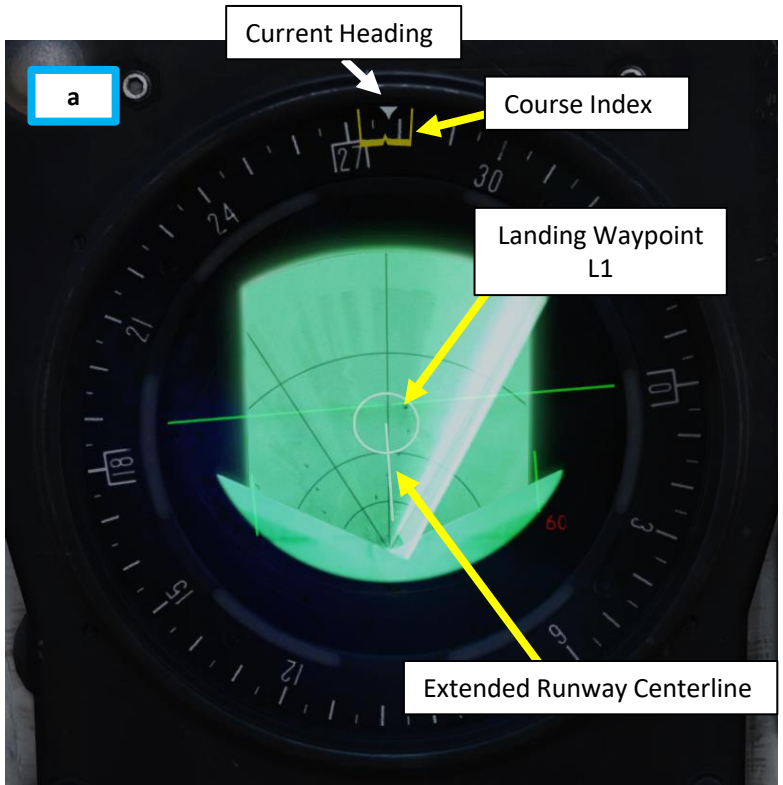 Current Heading
a
Course Index
27
30
24
Landing Waypoint
L1
21
0
18
60
3
15
6
12
Extended Runway Centerline